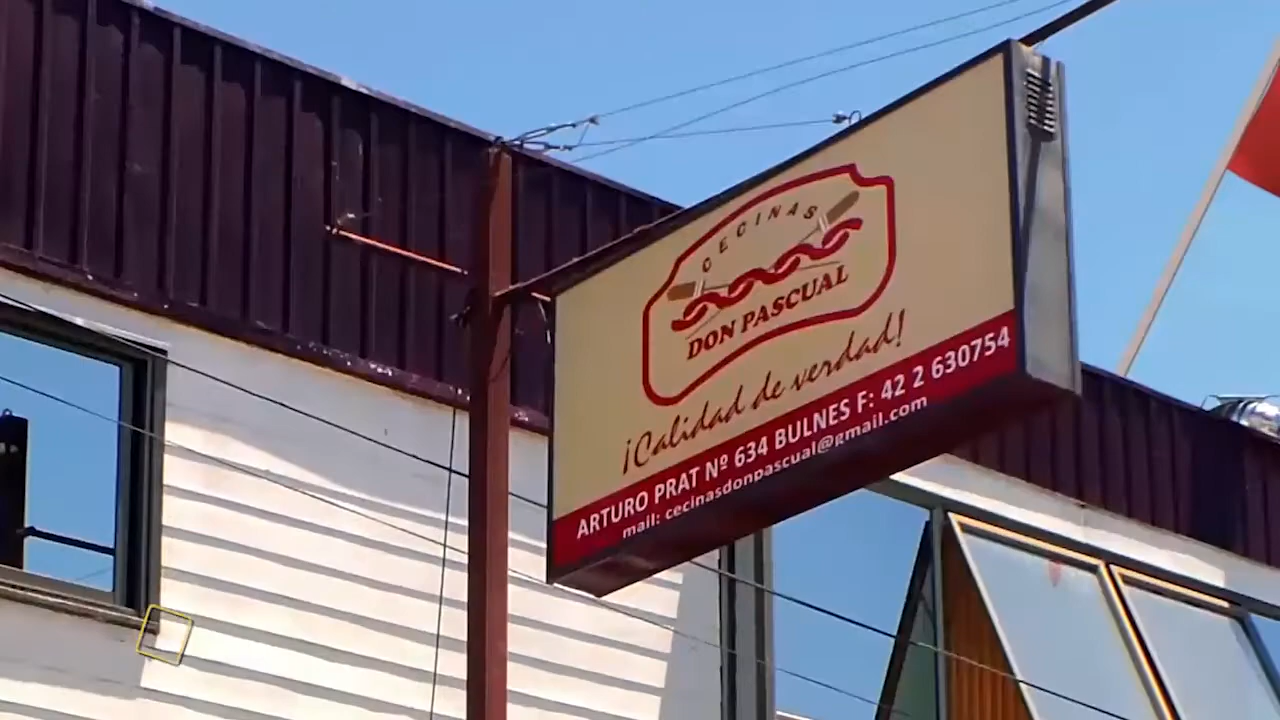 CECINAS
DON PASCUAL
¡Calidad de verdad!
ARTURO PRAT Nº 634 BULNES F: 42 2 630754
mail: cecinasdonpascual@gmail.com